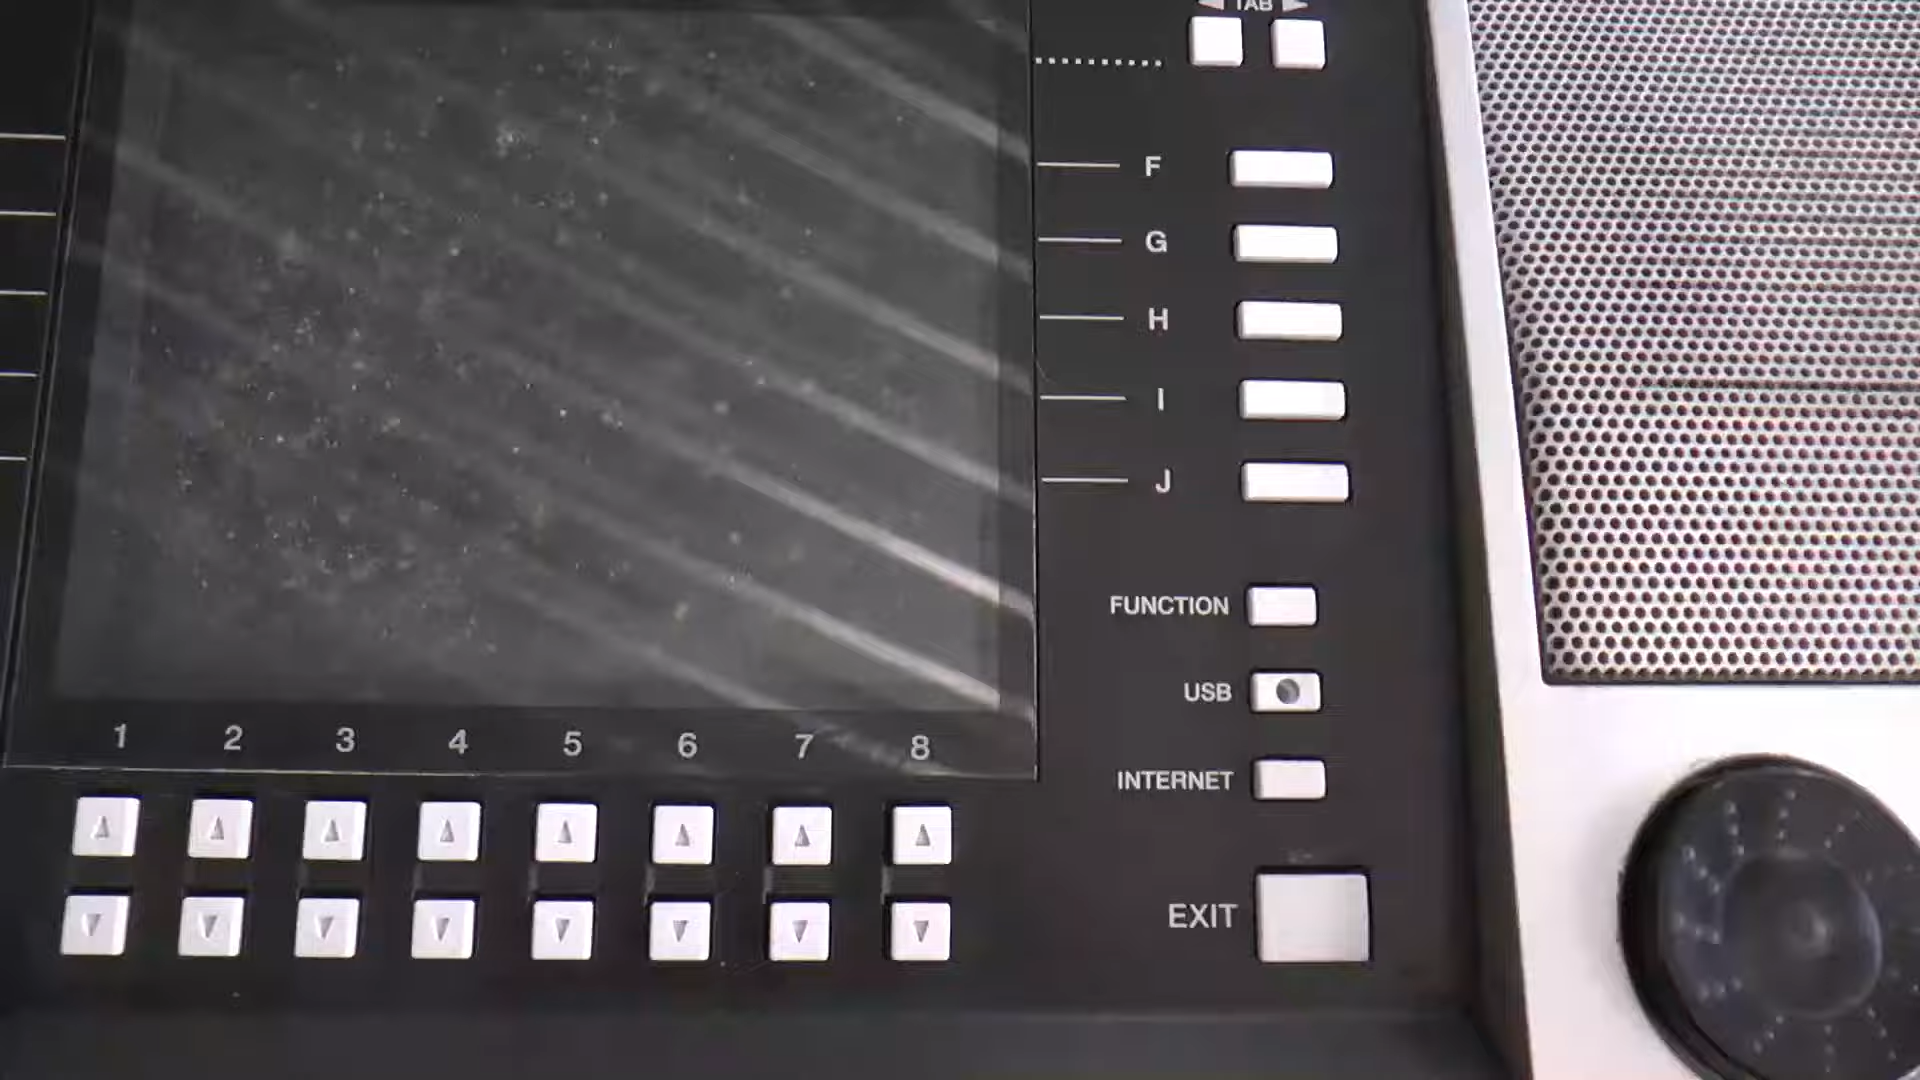 ◀ TAB ▶
F
G
H
I
J
FUNCTION
USB
INTERNET
EXIT
1 2 3 4 5 6 7 8